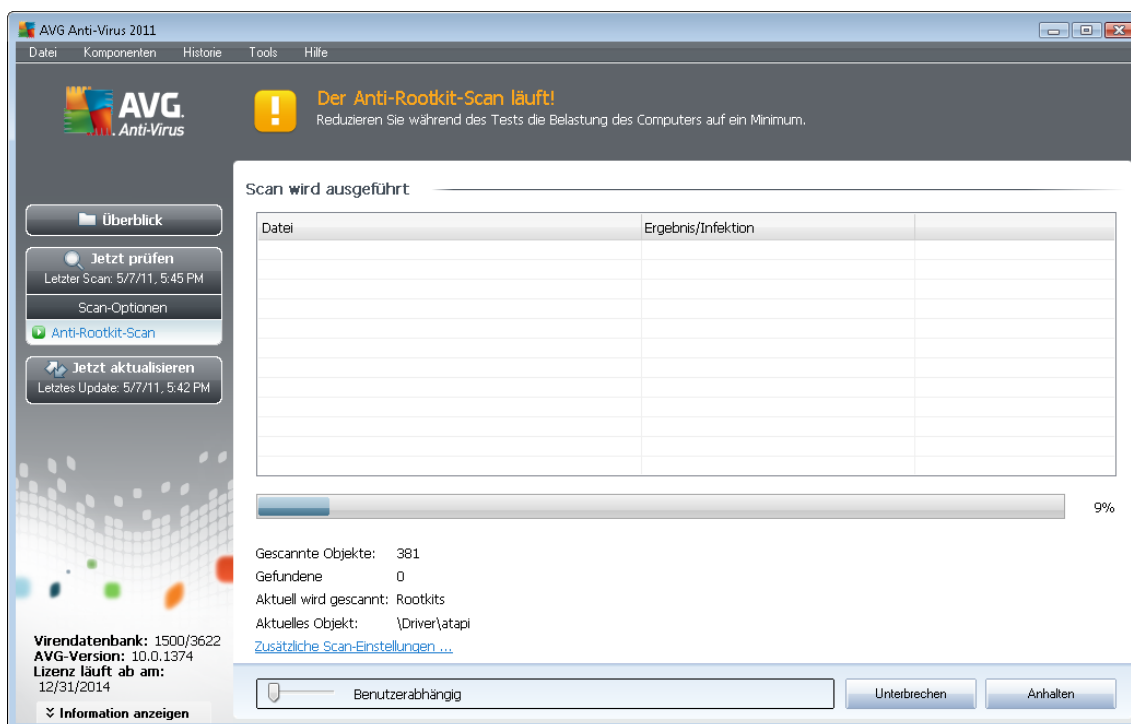 AVG Anti-Virus 2011
Datei Komponenten Historie Tools Hilfe
AVG.
Anti-Virus
Der Anti-Rootkit-Scan läuft!
Reduzieren Sie während des Tests die Belastung des Computers auf ein Minimum.
Überblick
Jetzt prüfen
Letzter Scan: 5/7/11, 5:45 PM
Scan-Optionen
Anti-Rootkit-Scan
Jetzt aktualisieren
Letztes Update: 5/7/11, 5:42 PM
Virendatenbank: 1500/3622
AVG-Version: 10.0.1374
Lizenz läuft ab am:
12/31/2014
Information anzeigen
Scan wird ausgeführt
Datei Ergebnis/Infektion
9%
Gescannte Objekte: 381
Gefundene 0
Aktuell wird gescannt: Rootkits
Aktuelles Objekt: \Driver\atapi
Zusätzliche Scan-Einstellungen ...
Benutzerabhängig
Unterbrechen
Anhalten